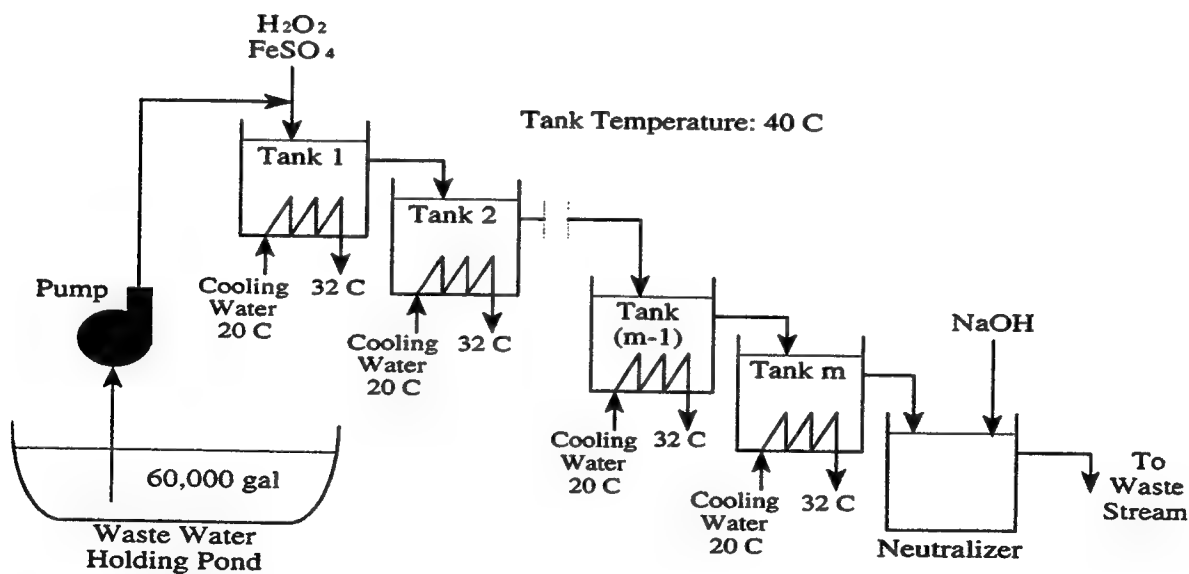 H2O2
FeSO4
Tank Temperature: 40 C
Tank 1
Tank 2
Cooling
Water
20 C
32 C
Pump
Cooling
Water
20 C
32 C
Tank
(m-1)
NaOH
Tank m
Cooling
Water
20 C
32 C
Cooling
Water
20 C
32 C
60,000 gal
To
Waste
Stream
Waste Water
Holding Pond
Neutralizer